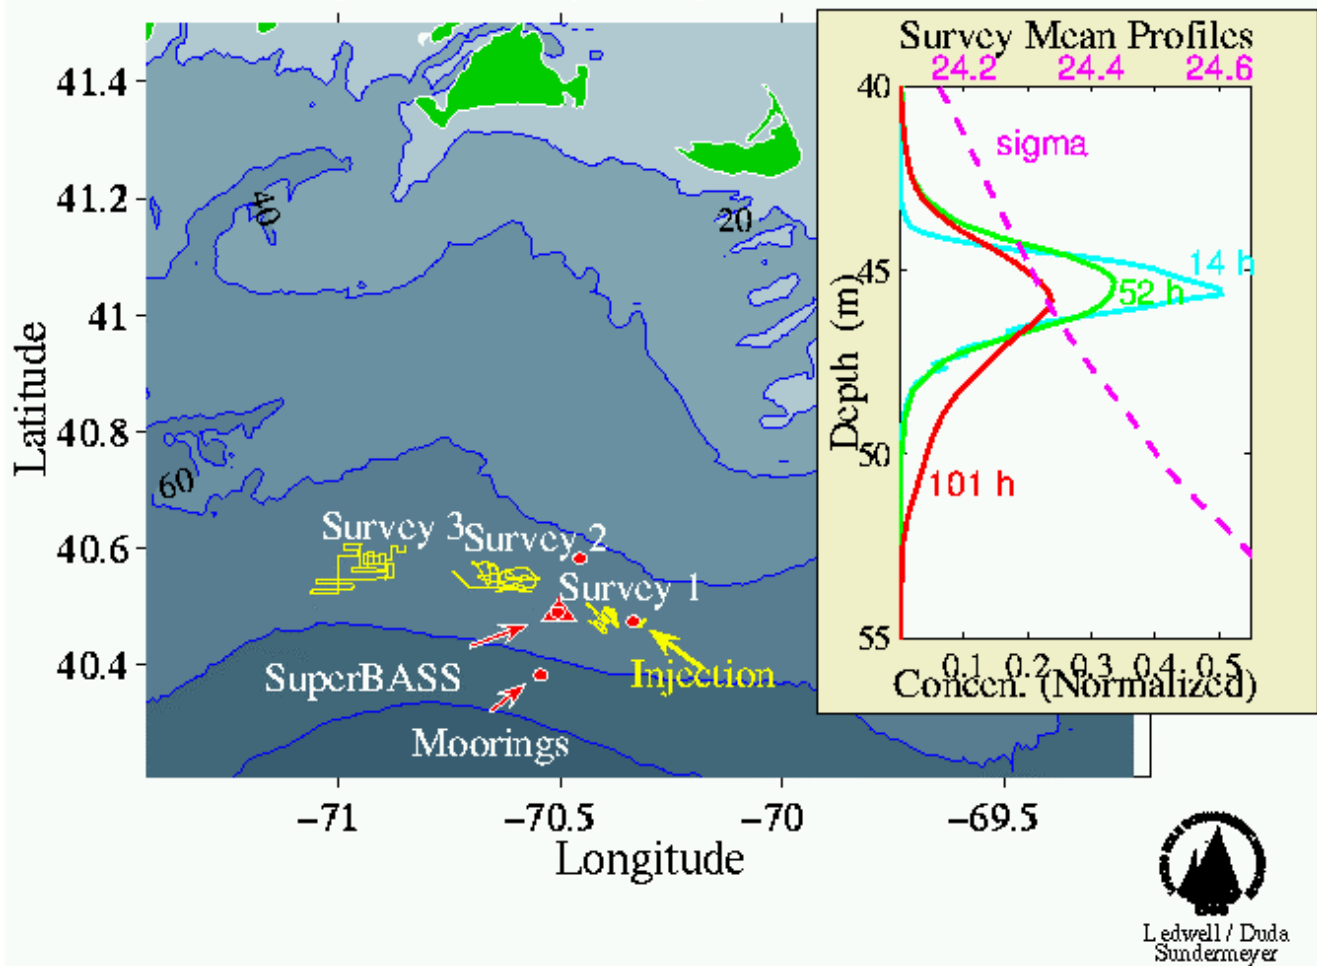 Survey Mean Profiles
24.2 24.4 24.6
40
sigma
45
14 h
52 h
50
101 h
55
Depth (m)
0.1 0.2 0.3 0.4 0.5
Concen. (Normalized)
41.4
41.2
41
40.8
40.6
40.4
Latitude
40
20
60
Survey 3
Survey 2
Survey 1
SuperBASS
Injection
Moorings
-71 -70.5 -70 -69.5
Longitude
Ledwell / Duda
Sundermeyer